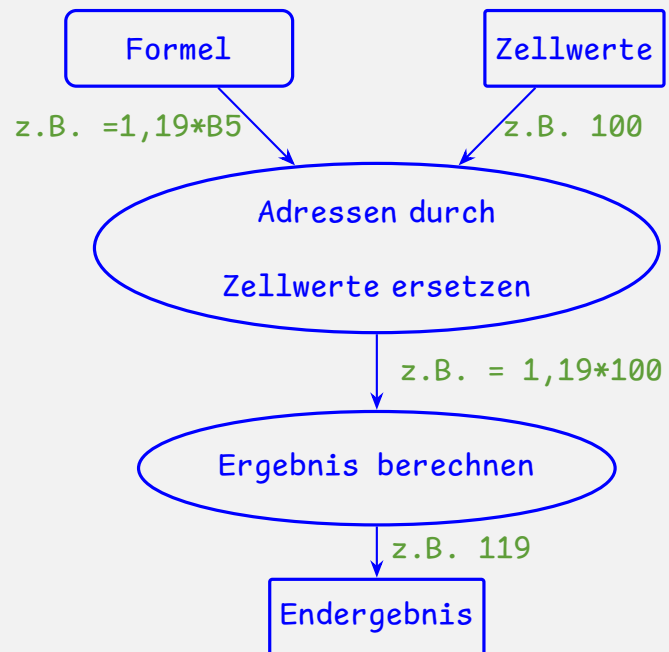 Formel
Zellwerte
z.B. =1,19*B5
z.B. 100
Adressen durch
Zellwerte ersetzen
z.B. = 1,19*100
Ergebnis berechnen
z.B. 119
Endergebnis